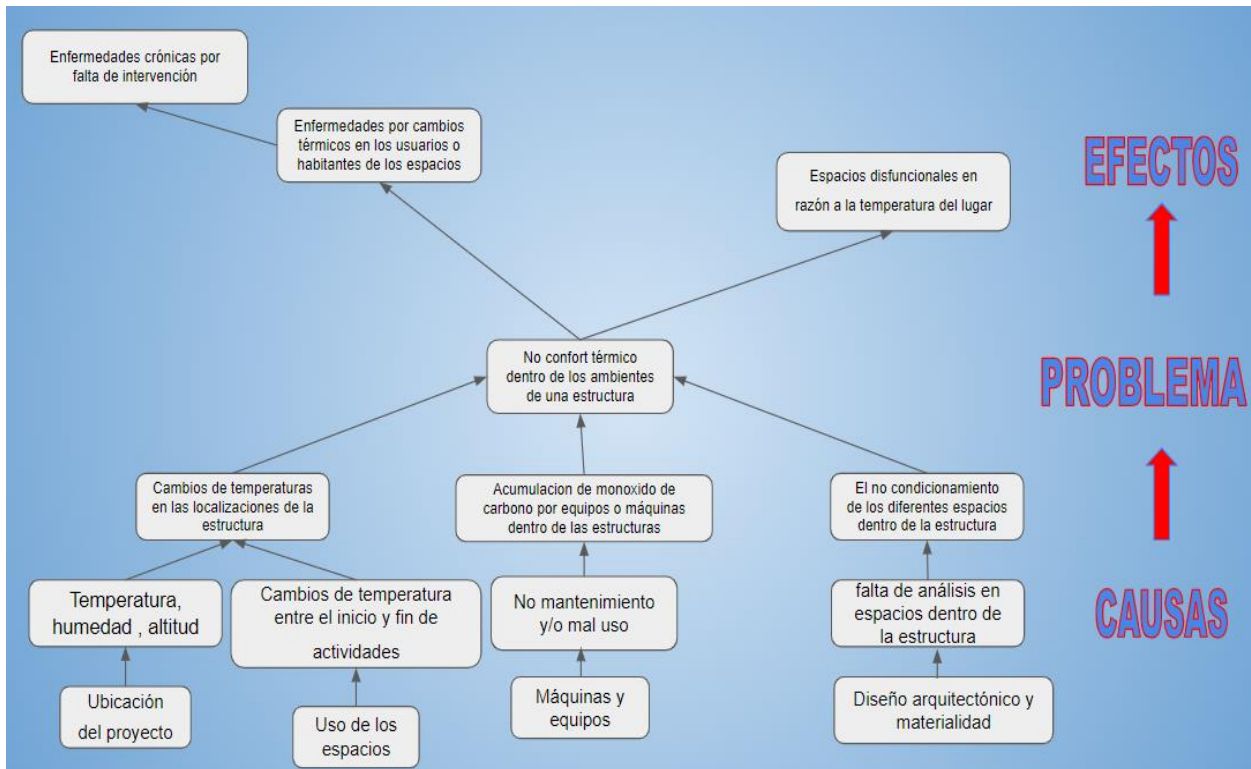 Enfermedades crónicas por
falta de intervención
Enfermedades por cambios
térmicos en los usuarios o
habitantes de los espacios
Espacios disfuncionales en
razón a la temperatura del lugar
EFECTOS
No confort térmico
dentro de los ambientes
de una estructura
PROBLEMA
Cambios de temperaturas
en las localizaciones de la
estructura
Acumulacion de monoxido de
carbono por equipos o máquinas
dentro de las estructuras
El no condicionamiento
de los diferentes espacios
dentro de la estructura
Temperatura,
humedad , altitud
Cambios de temperatura
entre el inicio y fin de
actividades
No mantenimiento
y/o mal uso
falta de análisis en
espacios dentro de
la estructura
CAUSAS
Ubicación
del proyecto
Uso de los
espacios
Máquinas y
equipos
Diseño arquitectónico y
materialidad